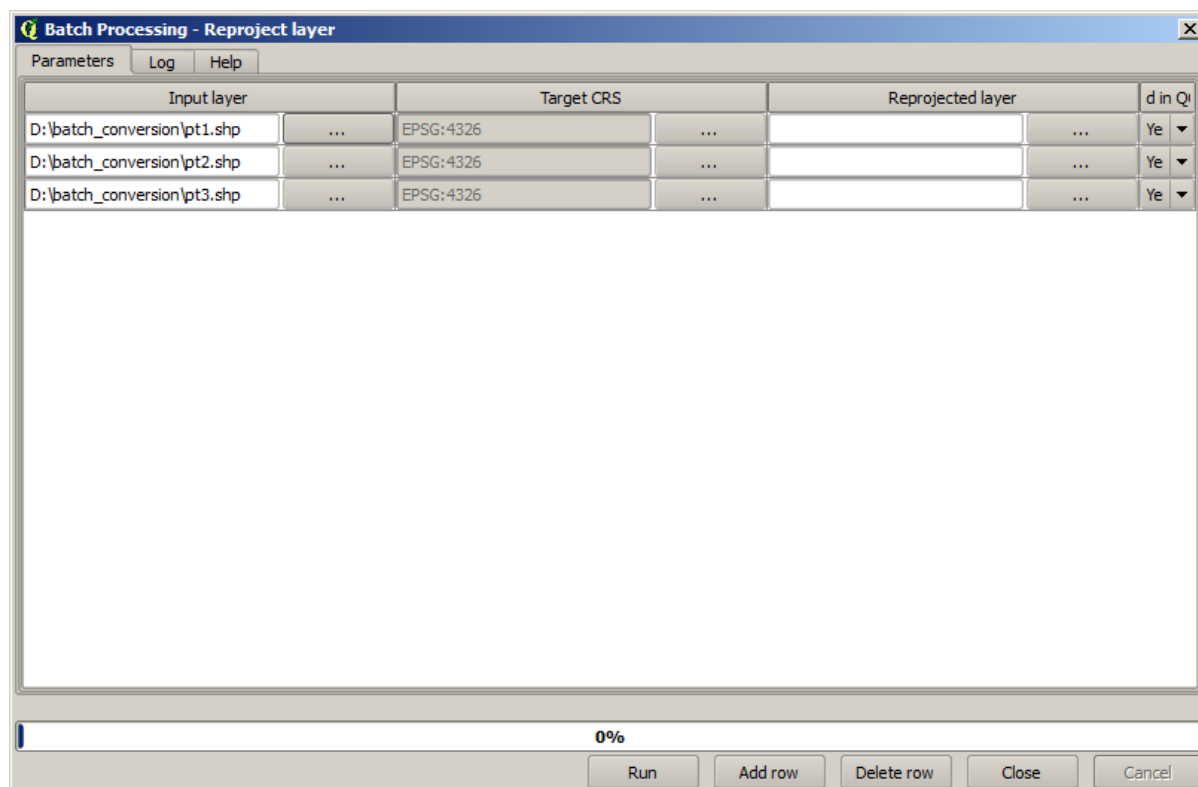 Batch Processing - Reproject layer
Parameters Log Help
Input layer Target CRS Reprojected layer d in Q
D:\batch_conversion\pt1.shp ... EPSG:4326 ... ... Ye
D:\batch_conversion\pt2.shp ... EPSG:4326 ... ... Ye
D:\batch_conversion\pt3.shp ... EPSG:4326 ... ... Ye
0%
Run Add row Delete row Close Cancel